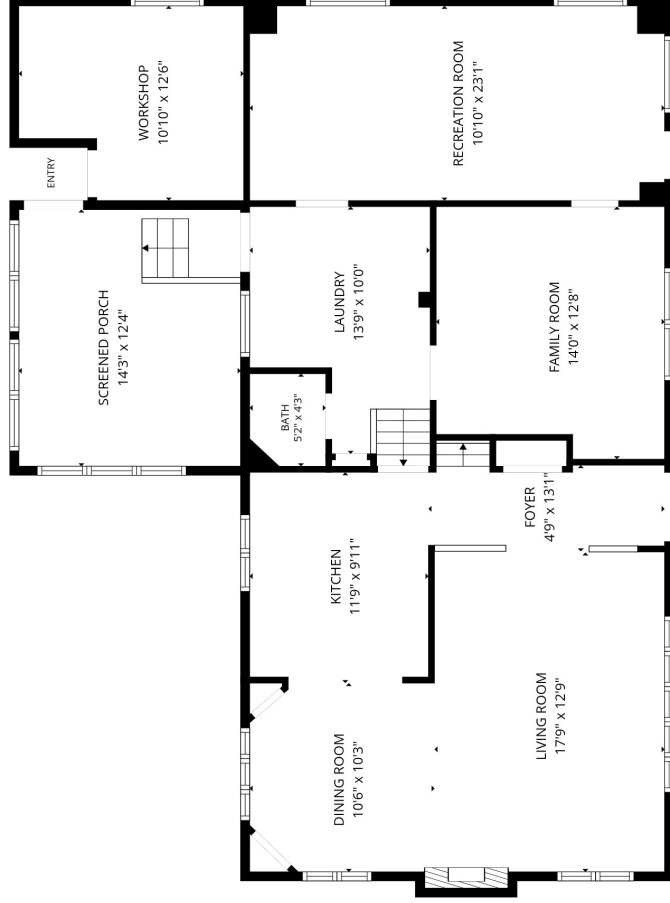 WORKSHOP
10'10" x 12'6"
RECREATION ROOM
10'10" x 23'1"
ENTRY
SCREENED PORCH
14'3" x 12'4"
LAUNDRY
13'9" x 10'0"
FAMILY ROOM
14'0" x 12'8"
BATH
5'2" x 4'3"
FOYER
4'9" x 13'1"
KITCHEN
11'9" x 9'11"
LIVING ROOM
17'9" x 12'9"
DINING ROOM
10'6" x 10'3"